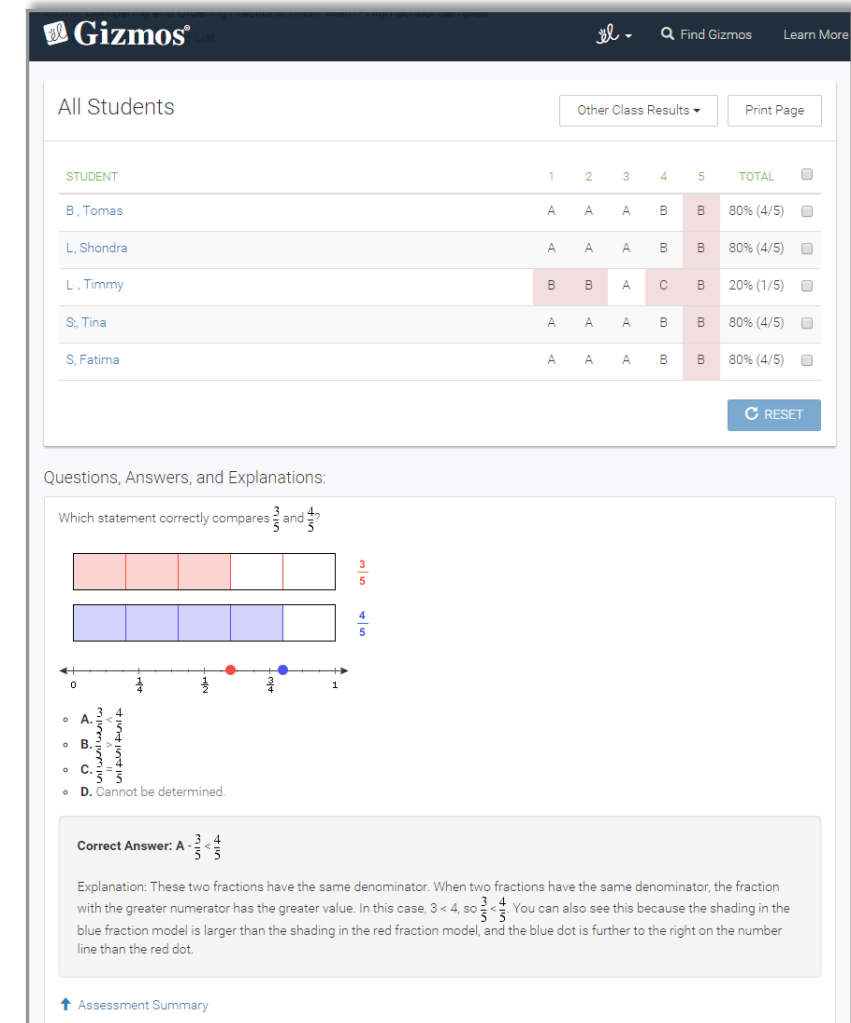 Gizmos
Find Gizmos
Learn More
All Students
Other Class Results
Print Page
STUDENT 1 2 3 4 5 TOTAL
B , Tomas A A A B B 80% (4/5)
L, Shondra A A A B B 80% (4/5)
L , Timmy B B A C B 20% (1/5)
S, Tina A A A B B 80% (4/5)
S, Fatima A A A B B 80% (4/5)
RESET
Questions, Answers, and Explanations:
Which statement correctly compares 3/5 and 4/5?
3/5
4/5
0 1/4 1/2 3/4 1
A. 3/5 < 4/5
B. 3/5 > 4/5
C. 3/5 = 4/5
D. Cannot be determined.
Correct Answer: A - 3/5 < 4/5
Explanation: These two fractions have the same denominator. When two fractions have the same denominator, the fraction
with the greater numerator has the greater value. In this case, 3 < 4, so 3/5 < 4/5. You can also see this because the shading in the
blue fraction model is larger than the shading in the red fraction model, and the blue dot is further to the right on the number
line than the red dot.
Assessment Summary